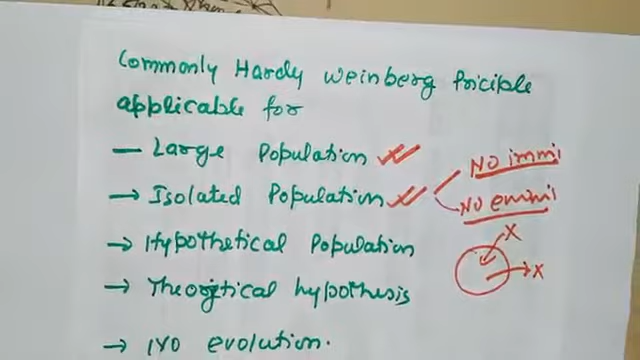 Commonly Hardy weinberg Pricible
applicable for
— Large Population
→ Isolated Population
NO immi
NO emmi
→ Hypothetical Population
→ Theoretical hypothesis
→ NO evolution.
X
X